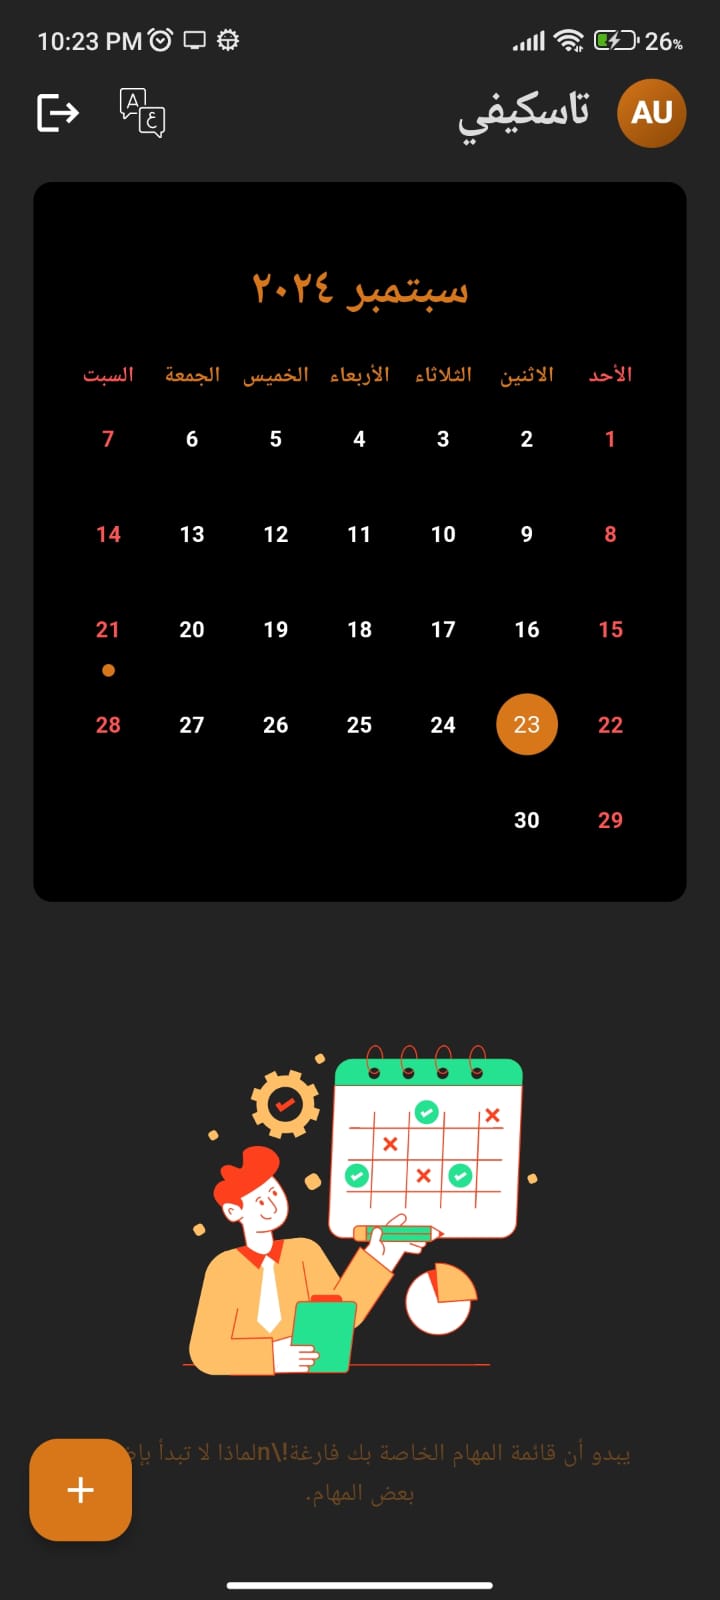 10:23 PM 26%
تاسكيفي AU
A ع
سبتمبر ٢٠٢٤
الأحد الاثنين الثلاثاء الأربعاء الخميس الجمعة السبت
1 2 3 4 5 6 7
8 9 10 11 12 13 14
15 16 17 18 19 20 21
22 23 24 25 26 27 28
29 30
يبدو أن قائمة المهام الخاصة بك فارغة!\nلماذا لا تبدأ
بعض المهام.
+